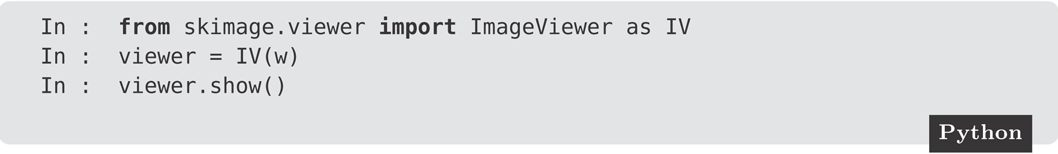 In :  from skimage.viewer import ImageViewer as IV
In :  viewer = IV(w)
In :  viewer.show()
Python